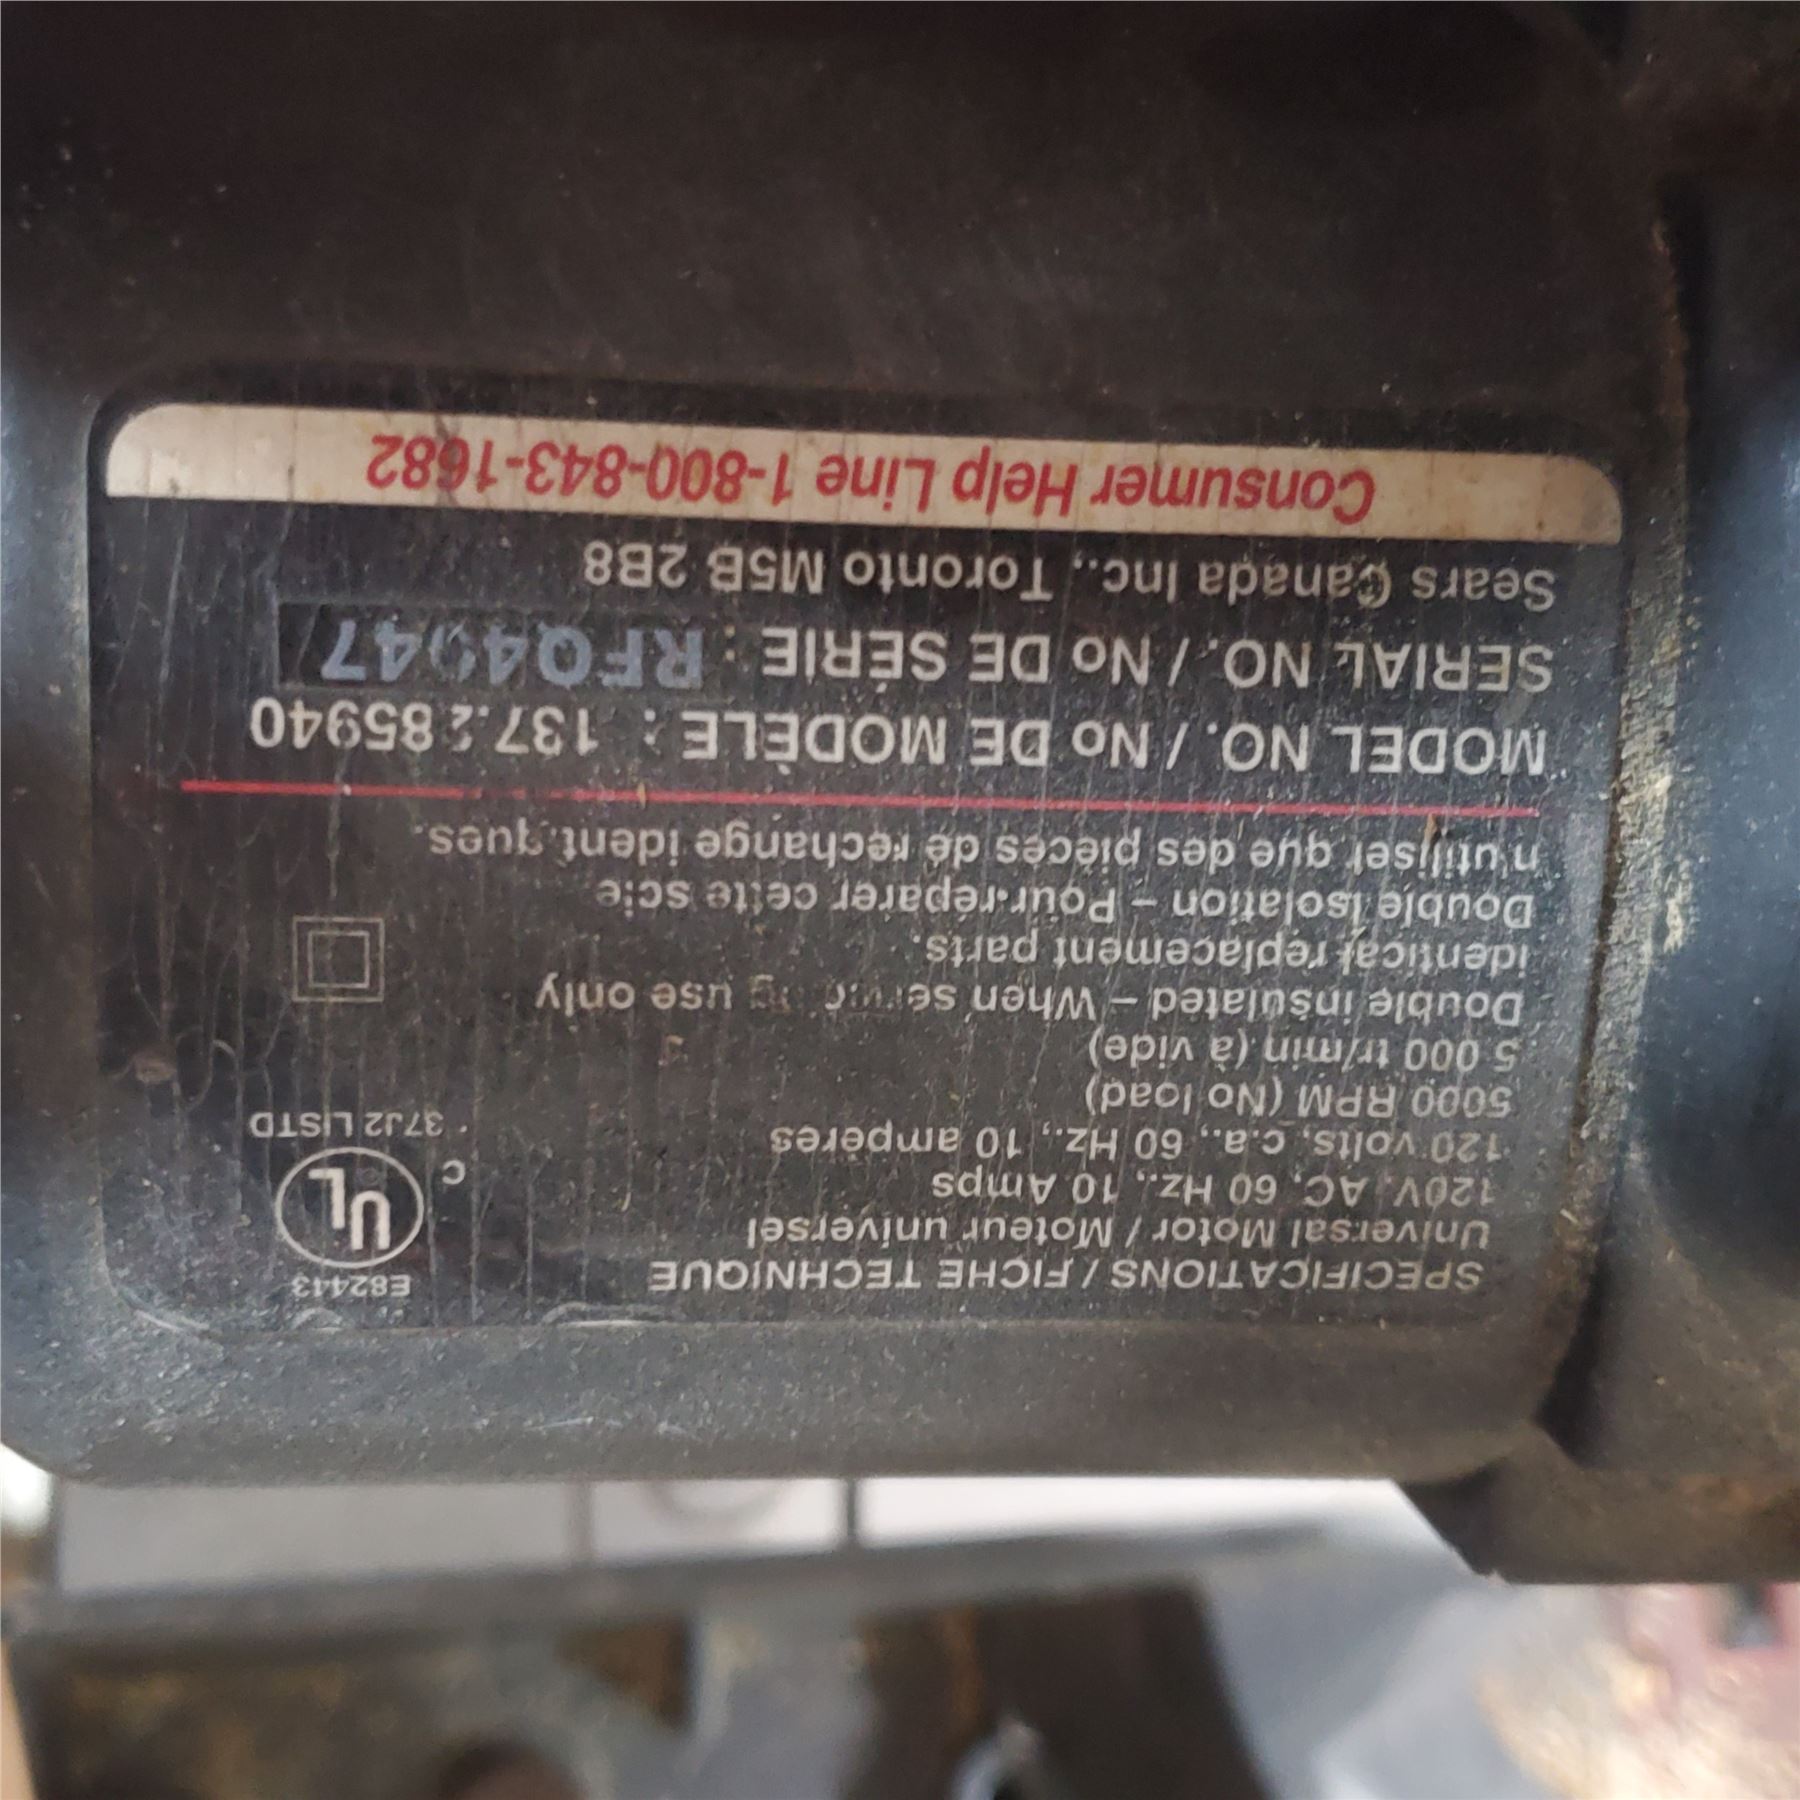 SPECIFICATIONS / FICHE TECHNIQUE
Universal Motor / Moteur universel
120V, AC, 60 Hz., 10 Amps
120 volts, c.a., 60 Hz., 10 ampères
5000 RPM (No load)
5 000 tr/min (à vide)
Double insulated – When servicing use only
identical replacement parts.
Double Isolation – Pour réparer cette scie
n'utiliser que des pièces de rechange identiques.
E82443
UL
C
37J2 LISTD
MODEL NO. / No DE MODÈLE : 137.285940
SERIAL NO. / No DE SÉRIE :
Sears Canada Inc., Toronto M5B 2B8
Consumer Help Line 1-800-843-1682